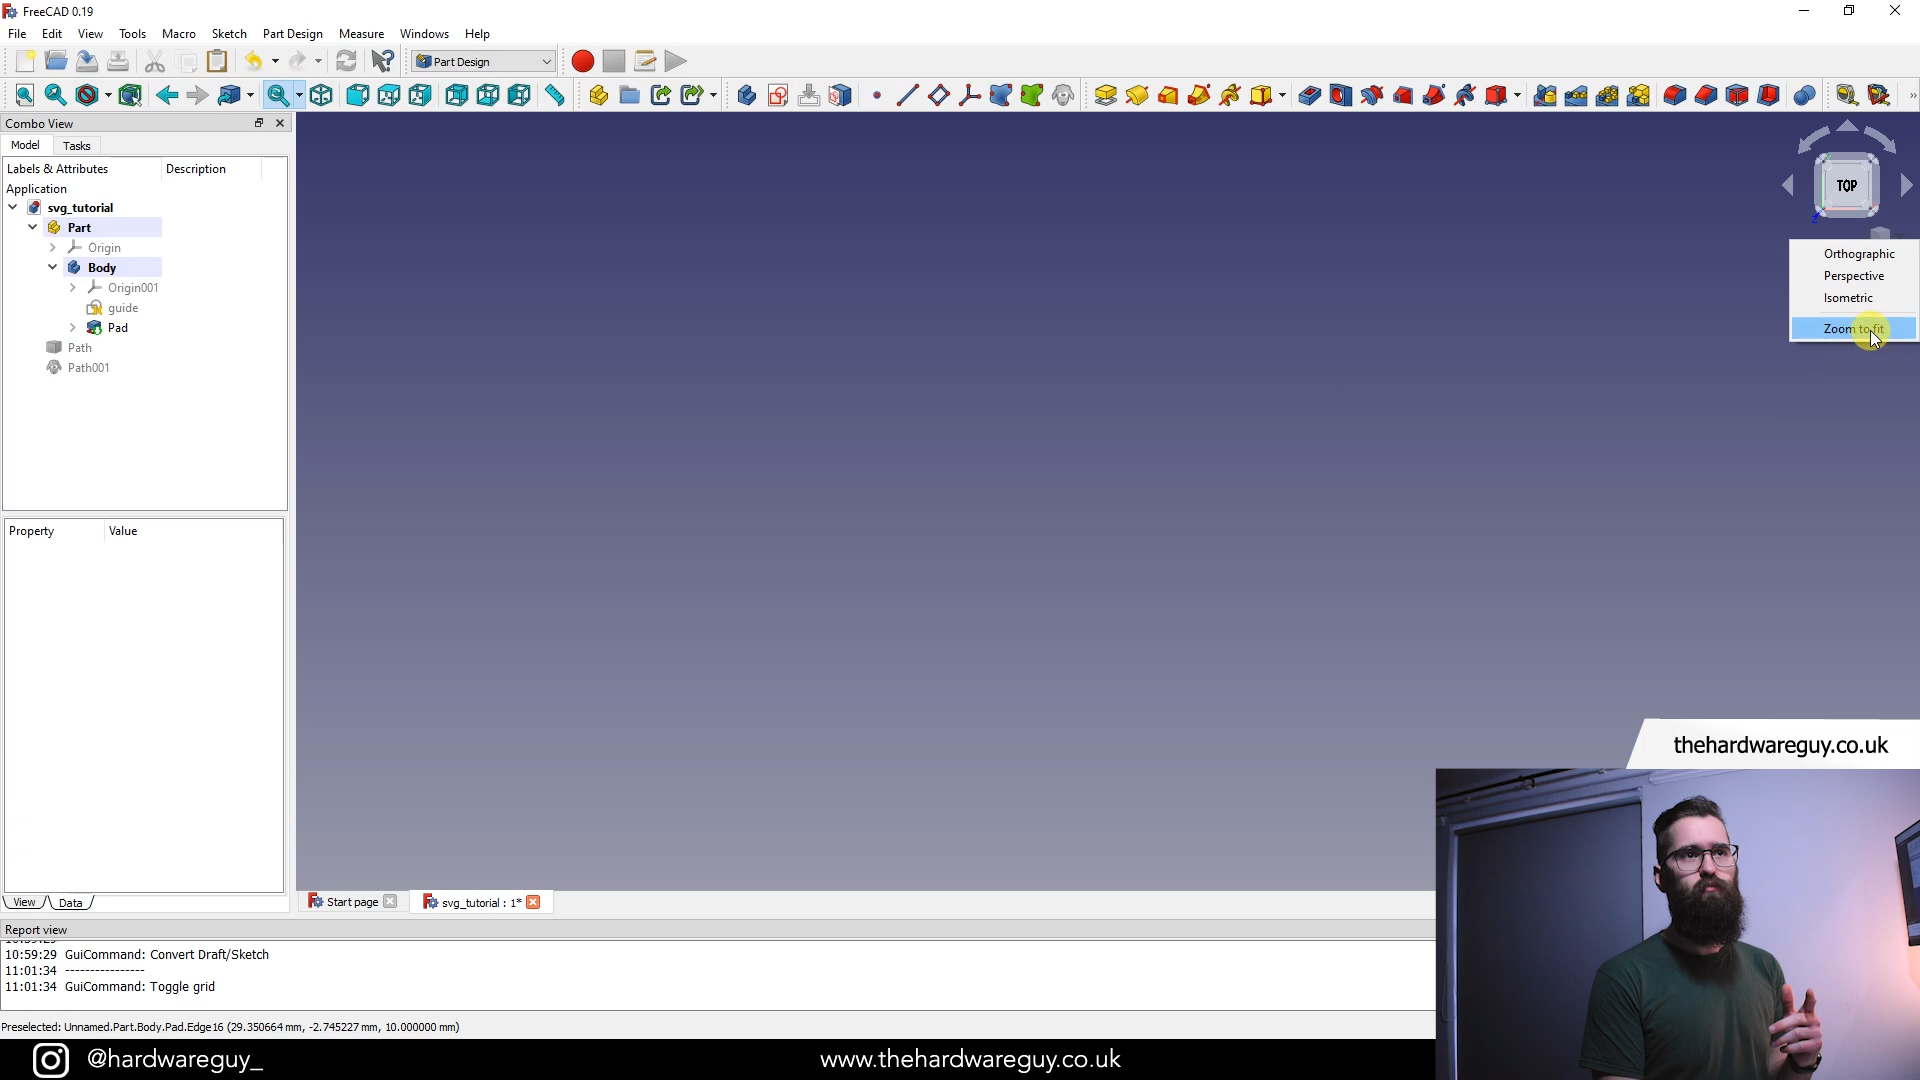 FreeCAD 0.19
File Edit View Tools Macro Sketch Part Design Measure Windows Help
Part Design
Combo View
Model Tasks
Labels & Attributes Description
Application
svg_tutorial
Part
Origin
Body
Origin001
guide
Pad
Path
Path001
TOP
Z
Orthographic
Perspective
Isometric
Zoom to fit
Property Value
View Data
Start page svg_tutorial : 1*
Report view
10:59:29 GuiCommand: Convert Draft/Sketch
11:01:34 ----------------
11:01:34 GuiCommand: Toggle grid
Preselected: Unnamed.Part.Body.Pad.Edge16 (29.350664 mm, -2.745227 mm, 10.000000 mm)
thehardwareguy.co.uk
@hardwareguy_ www.thehardwareguy.co.uk